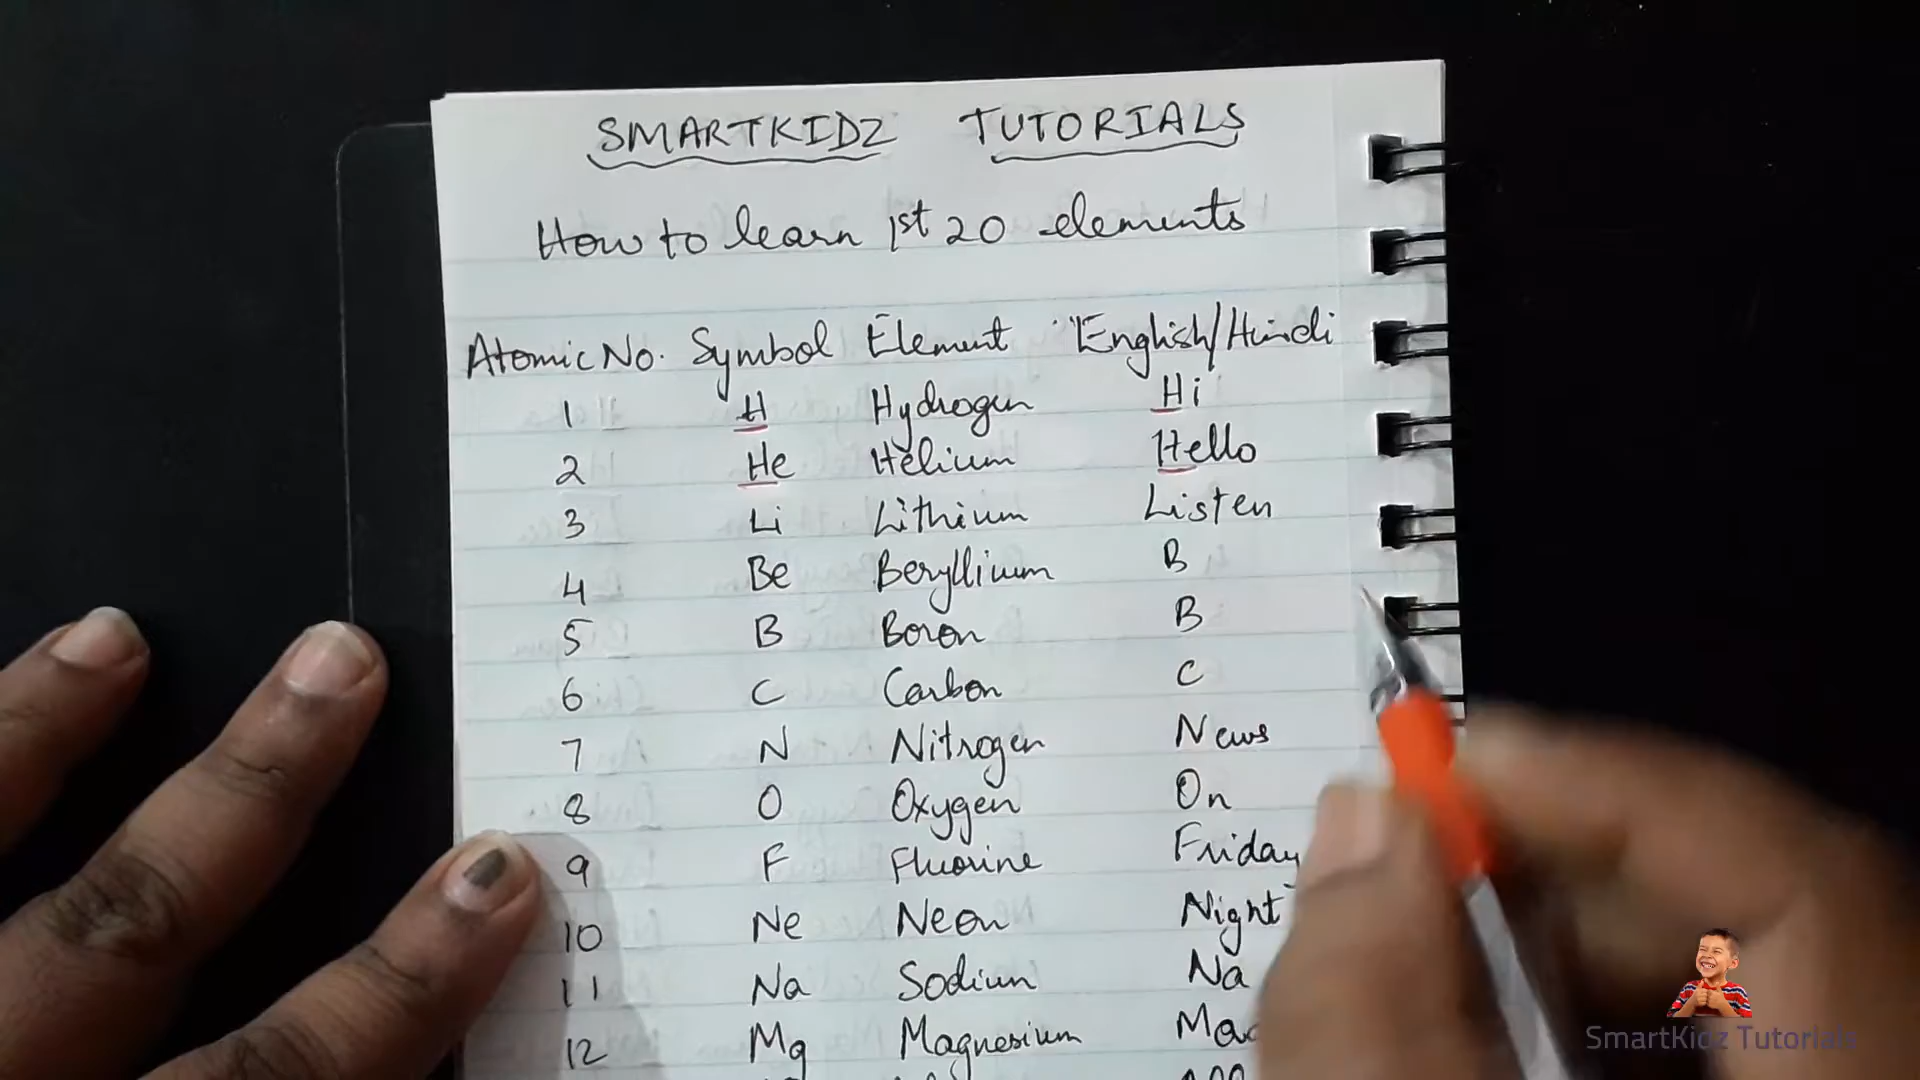 SMARTKIDZ TUTORIALS
How to learn 1st 20 elements
Atomic No. Symbol Element English/Hindi
1 H Hydrogen Hi
2 He Helium Hello
3 Li Lithium Listen
4 Be Beryllium B
5 B Boron B
6 C Carbon C
7 N Nitrogen News
8 O Oxygen On
9 F Fluorine Friday
10 Ne Neon Night
11 Na Sodium Na
12 Mg Magnesium
SmartKidz Tutorials